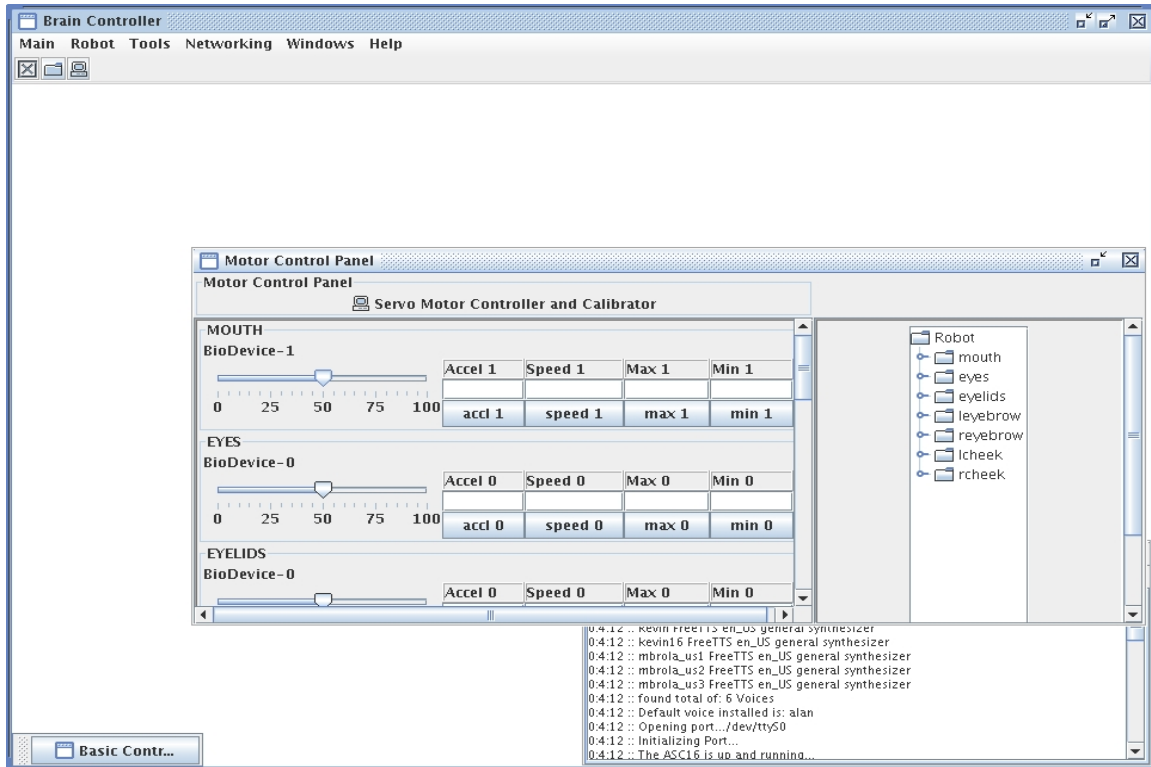 Brain Controller
Main Robot Tools Networking Windows Help
Motor Control Panel
Motor Control Panel
Servo Motor Controller and Calibrator
MOUTH
BioDevice-1
0 25 50 75 100
Accel 1 Speed 1 Max 1 Min 1
accl 1 speed 1 max 1 min 1
EYES
BioDevice-0
0 25 50 75 100
Accel 0 Speed 0 Max 0 Min 0
accl 0 speed 0 max 0 min 0
EYELIDS
BioDevice-0
Accel 0 Speed 0 Max 0 Min 0
Robot
mouth
eyes
eyelids
leyebrow
reyebrow
lcheek
rcheek
0:4:12 :: kevin FreeTTS en_US general synthesizer
0:4:12 :: kevin16 FreeTTS en_US general synthesizer
0:4:12 :: mbrola_us1 FreeTTS en_US general synthesizer
0:4:12 :: mbrola_us2 FreeTTS en_US general synthesizer
0:4:12 :: mbrola_us3 FreeTTS en_US general synthesizer
0:4:12 :: found total of: 6 Voices
0:4:12 :: Default voice installed is: alan
0:4:12 :: Opening port.../dev/ttyS0
0:4:12 :: Initializing Port...
0:4:12 :: The ASC16 is up and running...
Basic Contr...